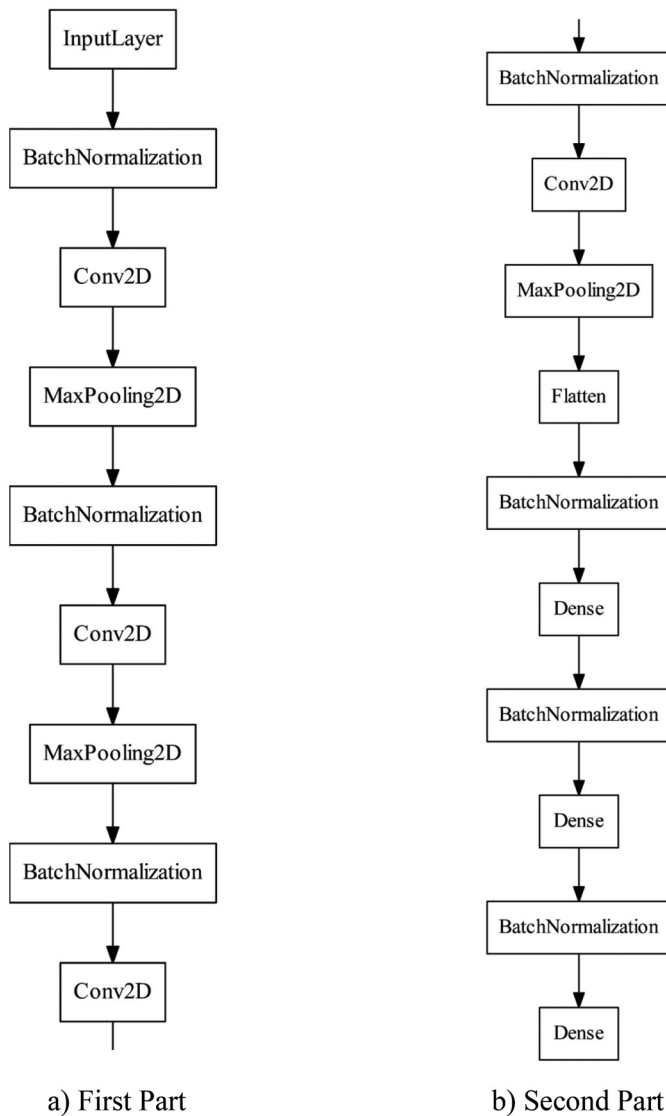 InputLayer
BatchNormalization
Conv2D
MaxPooling2D
BatchNormalization
Conv2D
MaxPooling2D
BatchNormalization
Conv2D
a) First Part
BatchNormalization
Conv2D
MaxPooling2D
Flatten
BatchNormalization
Dense
BatchNormalization
Dense
BatchNormalization
Dense
b) Second Part